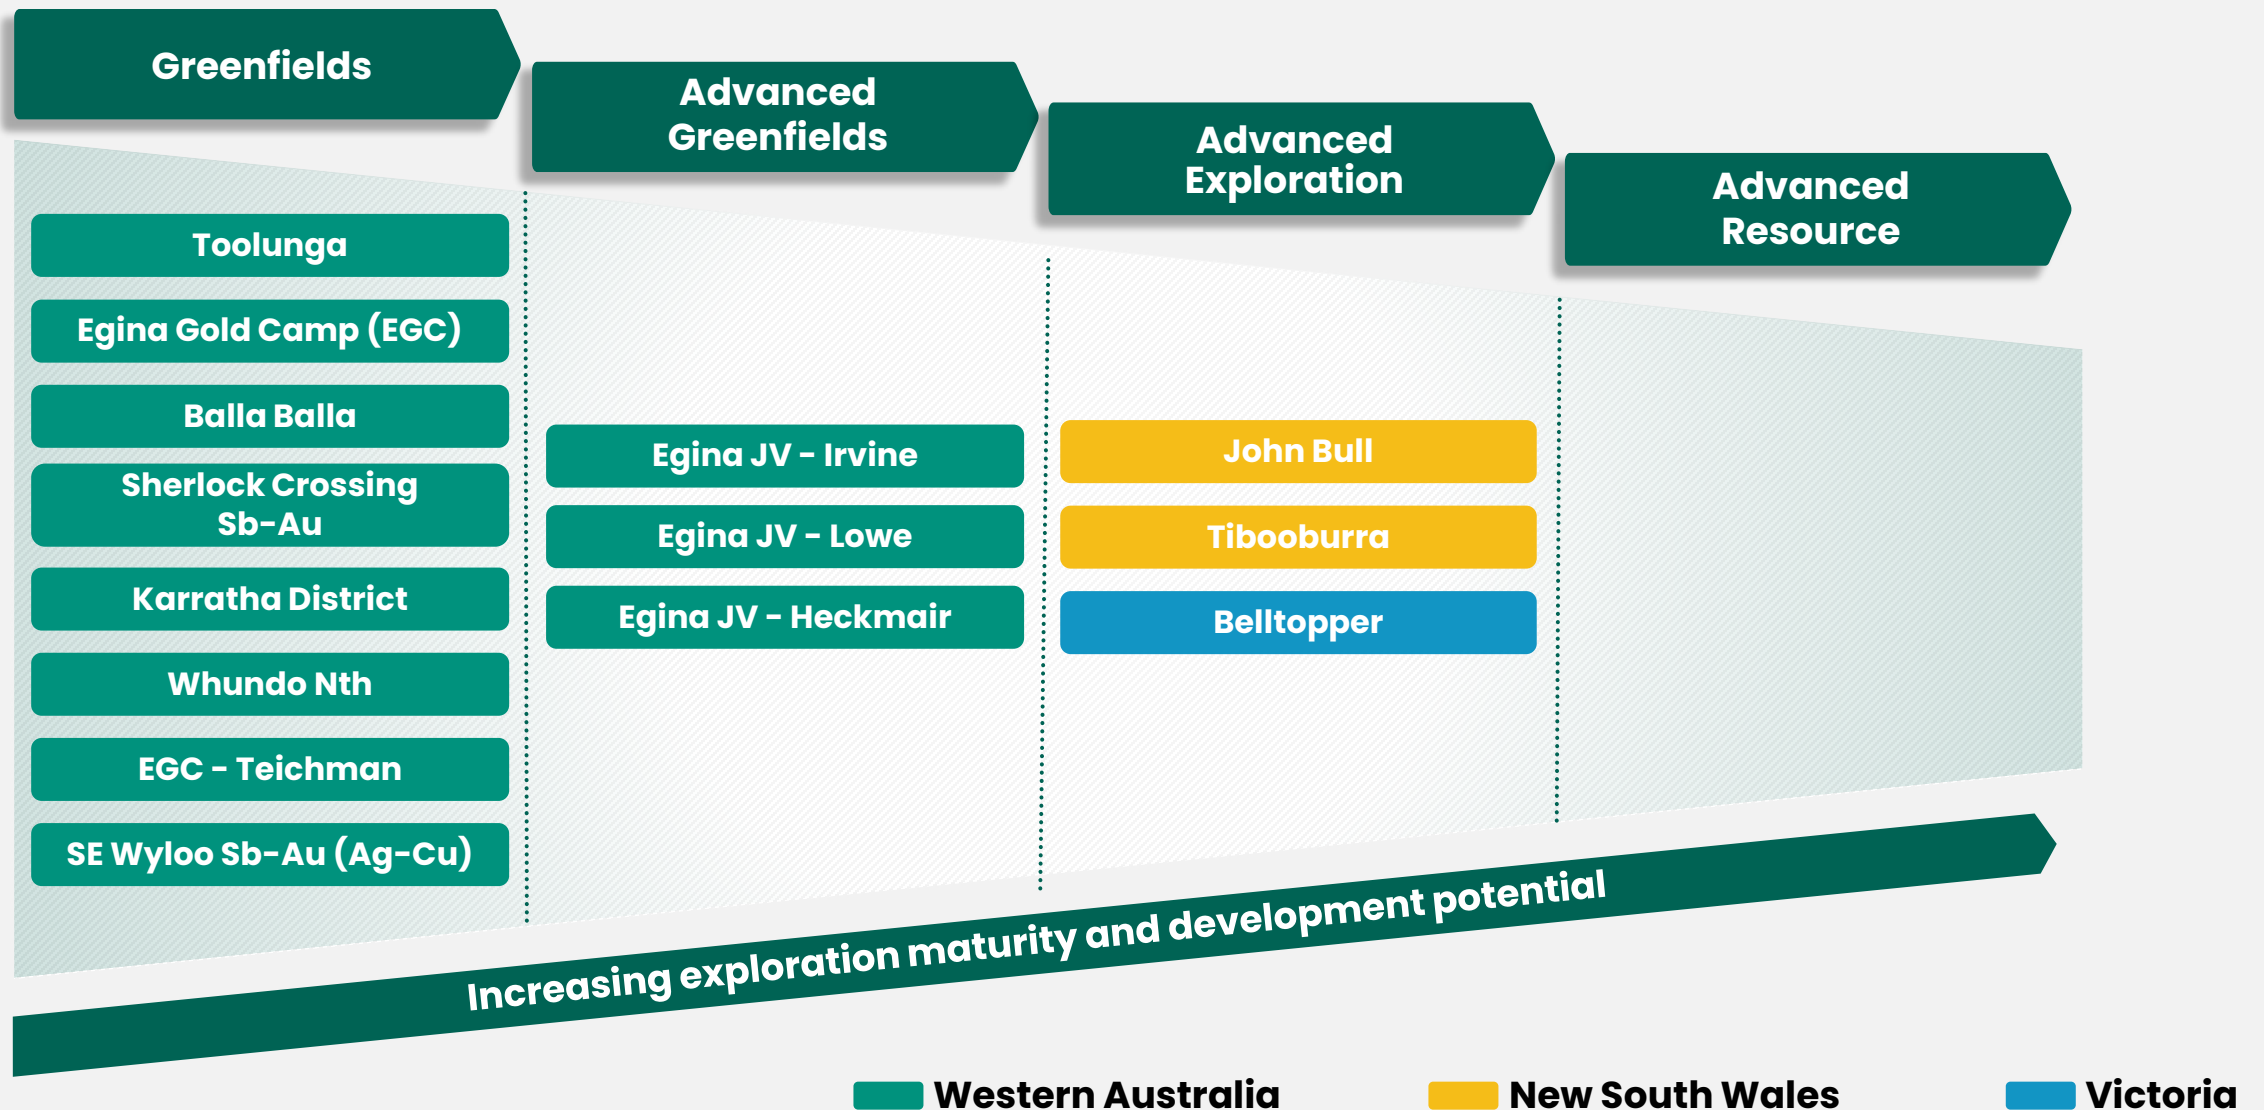 Greenfields
Advanced
Greenfields
Advanced
Exploration
Advanced
Resource
Toolunga
Egina Gold Camp (EGC)
Balla Balla
Sherlock Crossing
Sb-Au
Karratha District
Whundo Nth
EGC - Teichman
SE Wyloo Sb-Au (Ag-Cu)
Egina JV - Irvine
Egina JV - Lowe
Egina JV - Heckmair
John Bull
Tibooburra
Belltopper
Increasing exploration maturity and development potential
Western Australia
New South Wales
Victoria